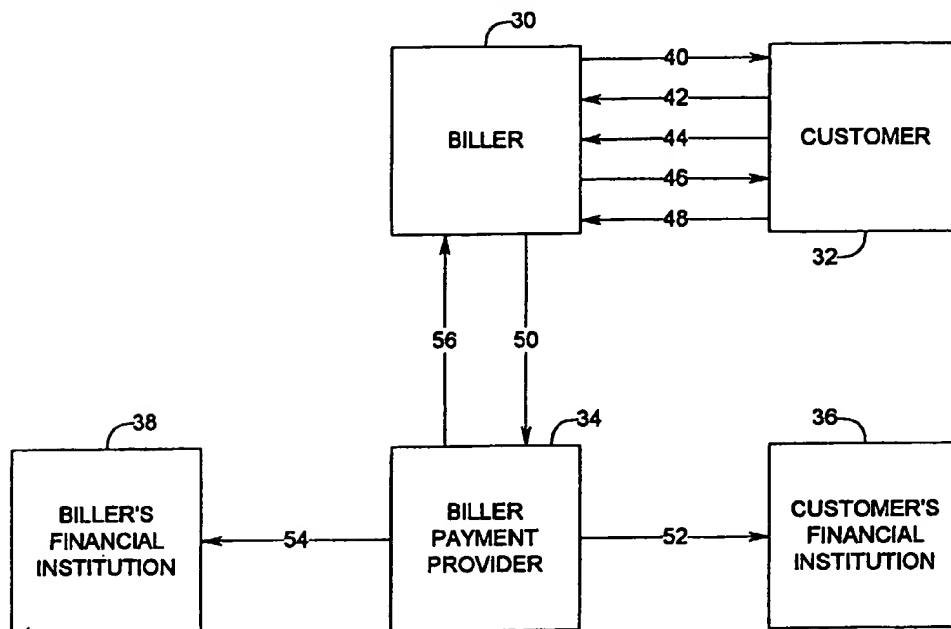 30
40
42
BILLER
44
CUSTOMER
46
48
32
56
50
38
34
36
BILLER'S
FINANCIAL
INSTITUTION
54
BILLER
PAYMENT
PROVIDER
52
CUSTOMER'S
FINANCIAL
INSTITUTION